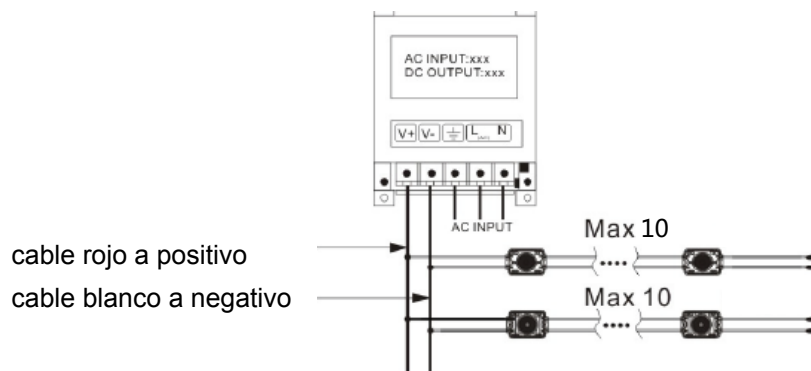 AC INPUT:xxx
DC OUTPUT:xxx
V+ V- L N
AC INPUT
Max 10
cable rojo a positivo
cable blanco a negativo
Max 10